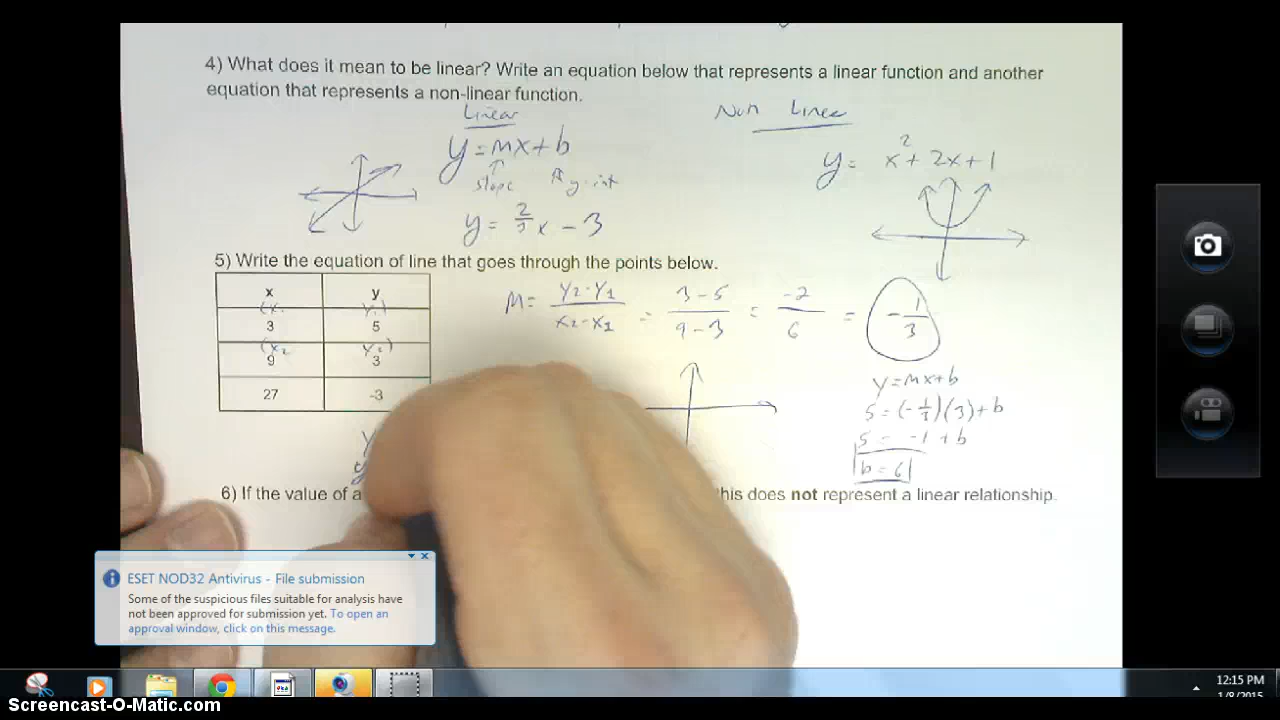 4) What does it mean to be linear? Write an equation below that represents a linear function and another
equation that represents a non-linear function.
Linear
Non Linear
y = mx + b
y = x² + 2x + 1
slope
y-int
y = 2/3 x - 3
5) Write the equation of line that goes through the points below.
x y
(x₁ y₁)
3 5
(x₂ y₂)
9 3
27 -3
M = y₂-y₁ / x₂-x₁ = 3-5 / 9-3 = -2 / 6 = -1/3
y = mx + b
5 = (-1/3)(3) + b
5 = -1 + b
b = 6
6) If the value of a
this does not represent a linear relationship.
ESET NOD32 Antivirus - File submission
Some of the suspicious files suitable for analysis have
not been approved for submission yet. To open an
approval window, click on this message.
12:15 PM
1/8/2015
Screencast-O-Matic.com